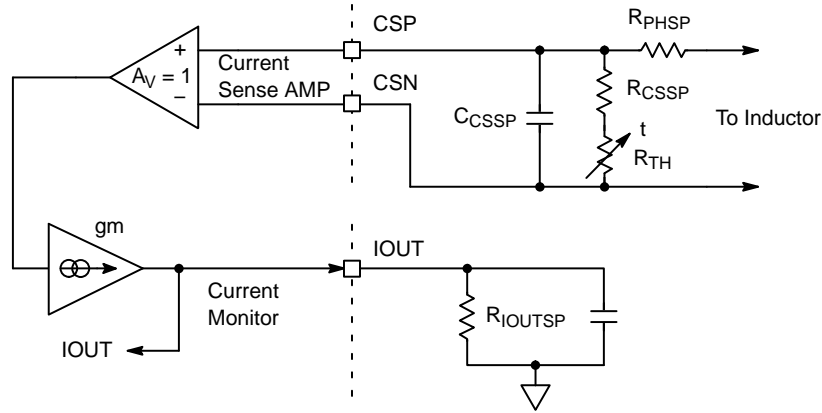 CSP
R_PHSP
+
A_V = 1
−
Current
Sense AMP
CSN
C_CSSP
R_CSSP
t
R_TH
To Inductor
gm
IOUT
Current
Monitor
IOUT
R_IOUTSP